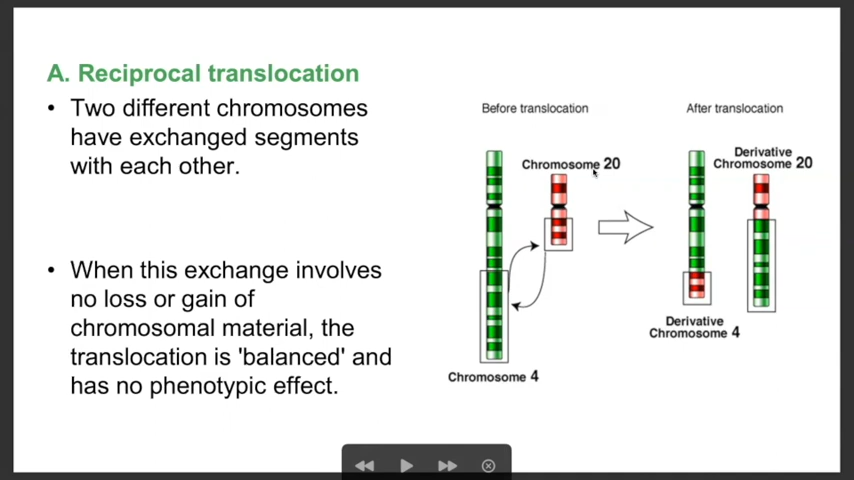 A. Reciprocal translocation
• Two different chromosomes
have exchanged segments
with each other.
• When this exchange involves
no loss or gain of
chromosomal material, the
translocation is 'balanced' and
has no phenotypic effect.
Before translocation
After translocation
Chromosome 20
Derivative
Chromosome 20
Derivative
Chromosome 4
Chromosome 4